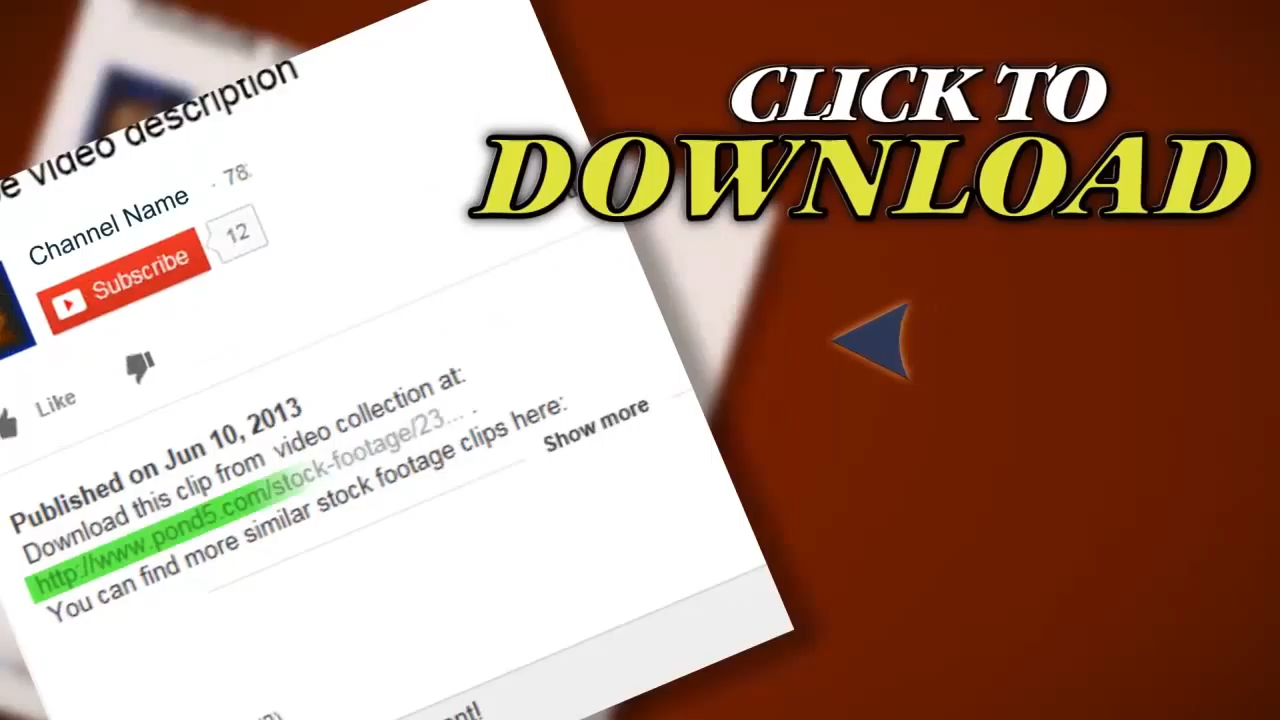 CLICK TO
DOWNLOAD
video description
Channel Name
78
Subscribe
12
Like
Published on Jun 10, 2013
Download this clip from video collection at:
http://www.pond5.com/stock-footage/23...
You can find more similar stock footage clips here:
Show more